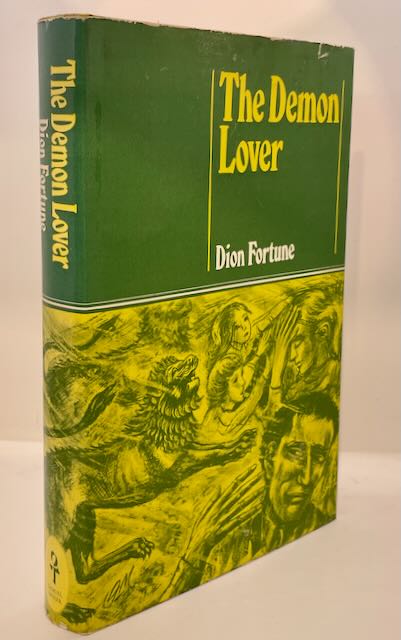 The Demon Lover
Dion Fortune
The Demon
Lover
Dion Fortune